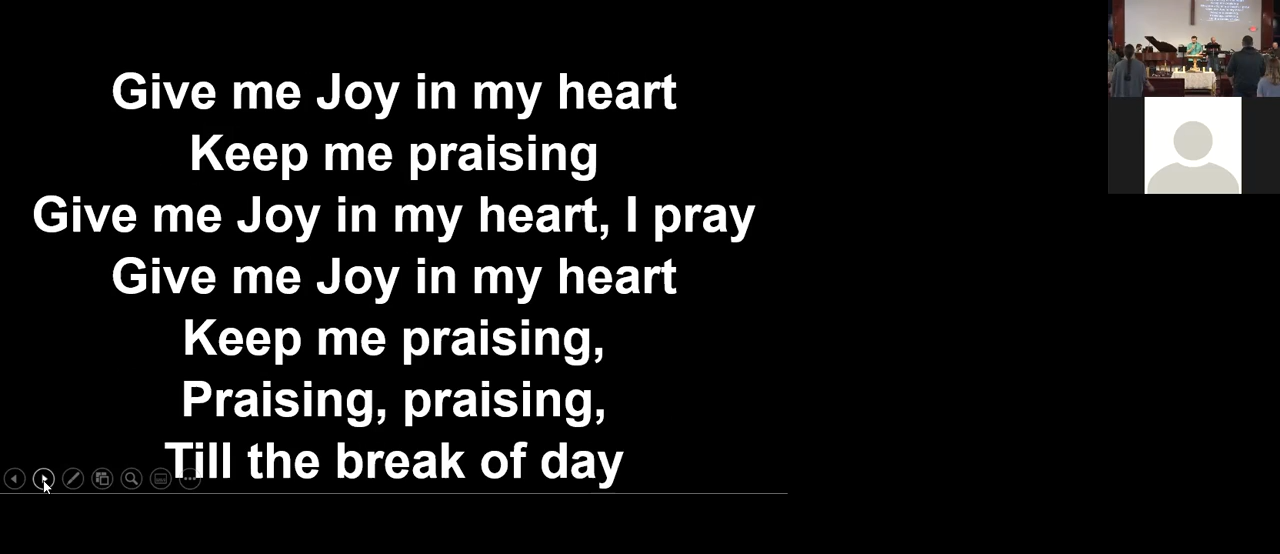 Give me Joy in my heart
Keep me praising
Give me Joy in my heart, I pray
Give me Joy in my heart
Keep me praising,
Praising, praising,
Till the break of day